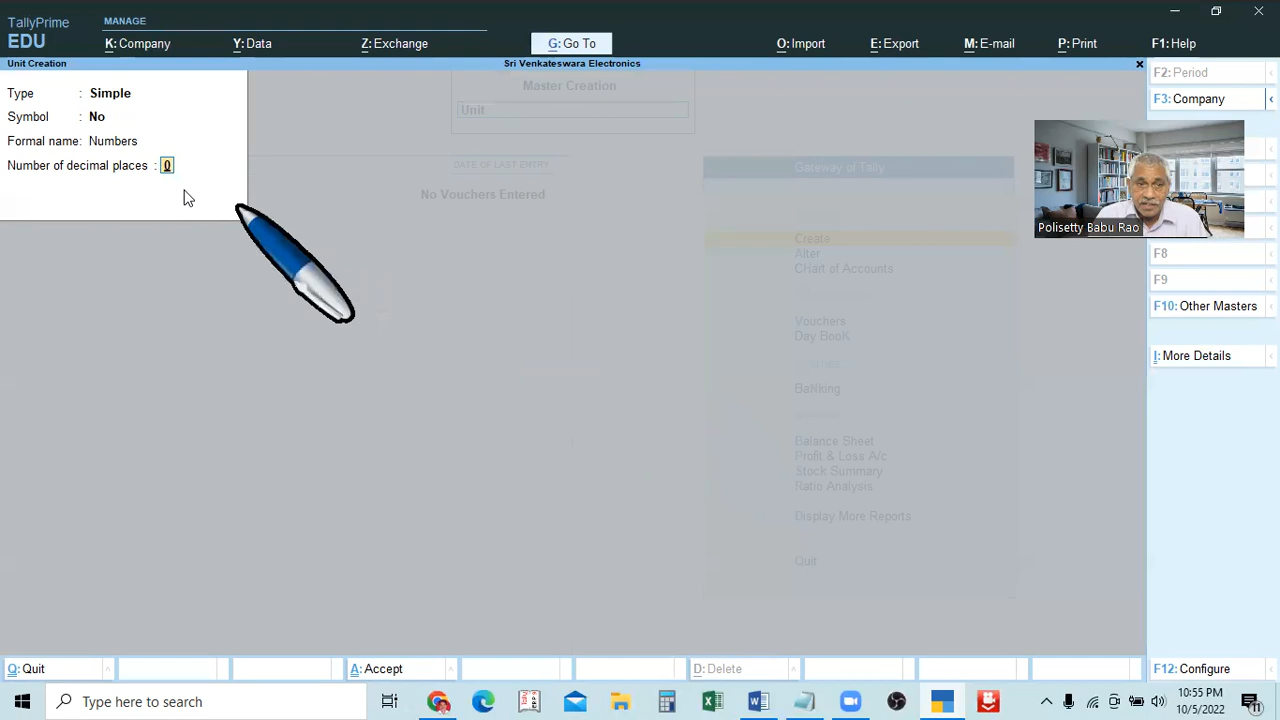 TallyPrime
EDU
MANAGE
K: Company
Y: Data
Z: Exchange
G: Go To
O: Import
E: Export
M: E-mail
P: Print
F1: Help
Unit Creation
Sri Venkateswara Electronics
Type : Simple
Symbol : No
Formal name: Numbers
Number of decimal places : 0
Master Creation
Unit
DATE OF LAST ENTRY
No Vouchers Entered
Gateway of Tally
Create
Alter
CHart of Accounts
Vouchers
Day BooK
BaNking
Balance Sheet
Profit & Loss A/c
Stock Summary
Ratio Analysis
Display More Reports
Quit
F2: Period
F3: Company
Polisetty Babu Rao
F8
F9
F10: Other Masters
I: More Details
Q: Quit
A: Accept
D: Delete
F12: Configure
Type here to search
10:55 PM
10/5/2022
11